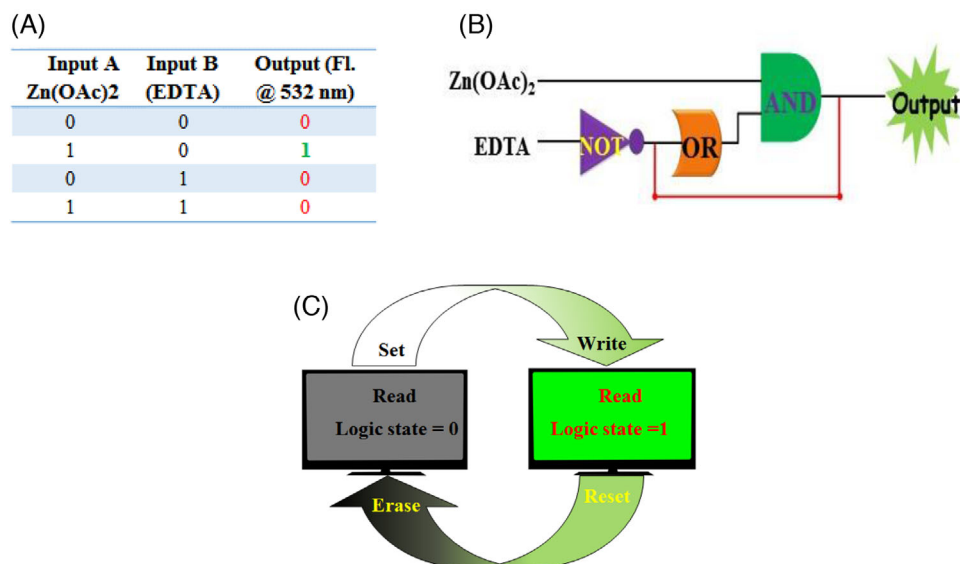 (A)
Input A Input B Output (Fl.
Zn(OAc)2 (EDTA) @ 532 nm)
0 0 0
1 0 1
0 1 0
1 1 0
(B)
Zn(OAc)₂
EDTA
NOT
OR
AND
Output
(C)
Set
Write
Read
Logic state = 0
Read
Logic state =1
Erase
Reset